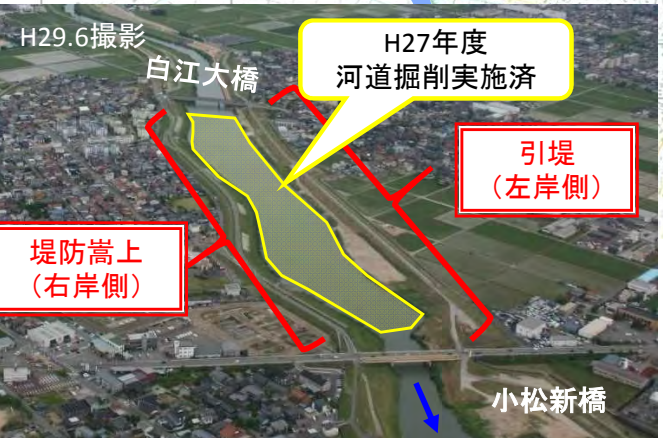 H29.6撮影
白江大橋
H27年度
河道掘削実施済
引堤
（左岸側）
堤防嵩上
（右岸側）
小松新橋